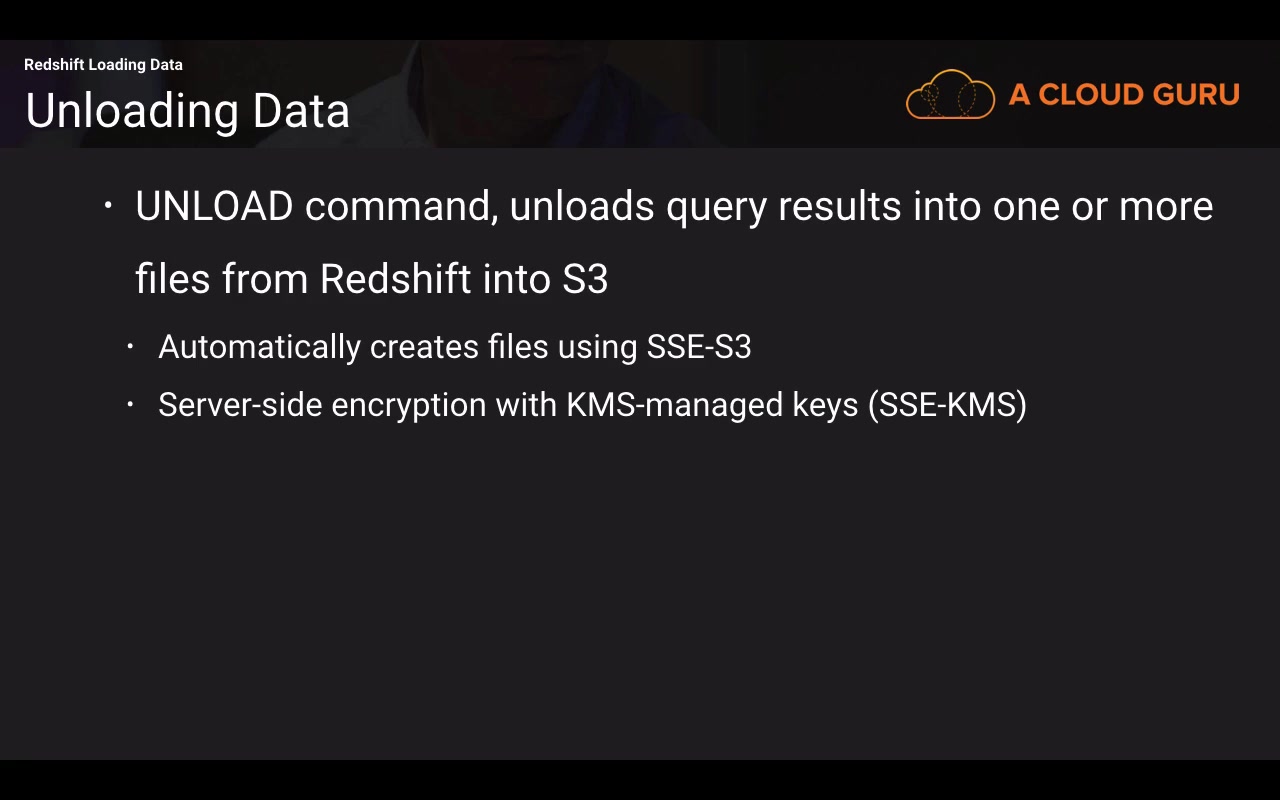 Redshift Loading Data
Unloading Data
A CLOUD GURU
• UNLOAD command, unloads query results into one or more
files from Redshift into S3
• Automatically creates files using SSE-S3
• Server-side encryption with KMS-managed keys (SSE-KMS)